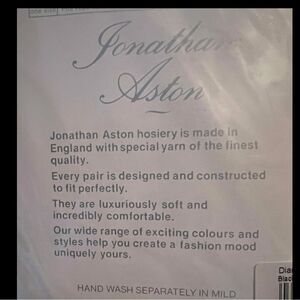 Jonathan
Aston
Jonathan Aston hosiery is made in
England with special yarn of the finest
quality.
Every pair is designed and constructed
to fit perfectly.
They are luxuriously soft and
incredibly comfortable.
Our wide range of exciting colours and
styles help you create a fashion mood
uniquely yours.
HAND WASH SEPARATELY IN MILD